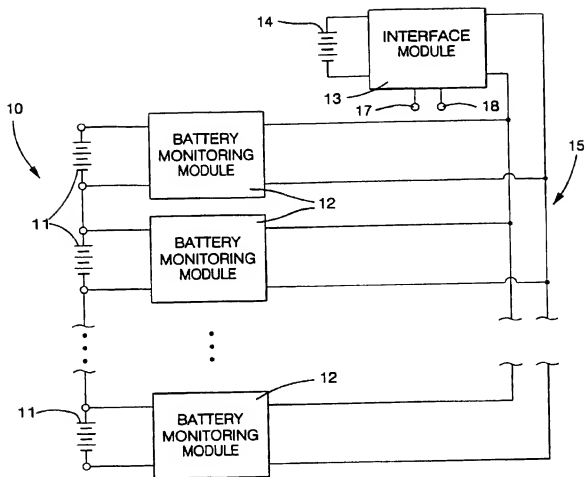 14
INTERFACE
MODULE
13
17
18
10
BATTERY
MONITORING
MODULE
12
15
11
BATTERY
MONITORING
MODULE
12
11
BATTERY
MONITORING
MODULE